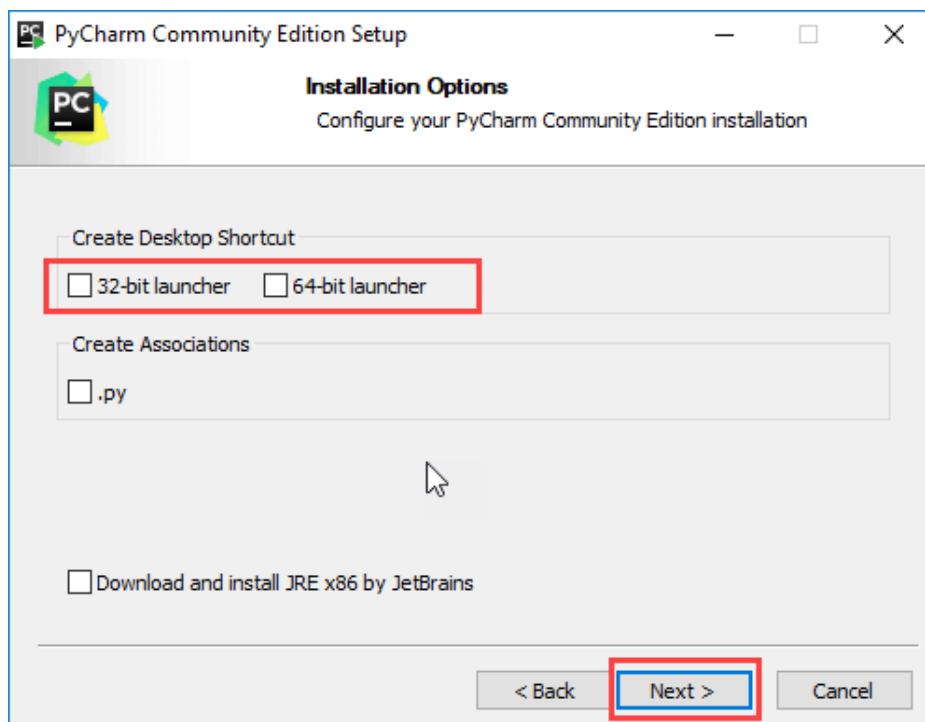 PC PyCharm Community Edition Setup
PC
Installation Options
Configure your PyCharm Community Edition installation
Create Desktop Shortcut
32-bit launcher 64-bit launcher
Create Associations
.py
Download and install JRE x86 by JetBrains
< Back Next > Cancel